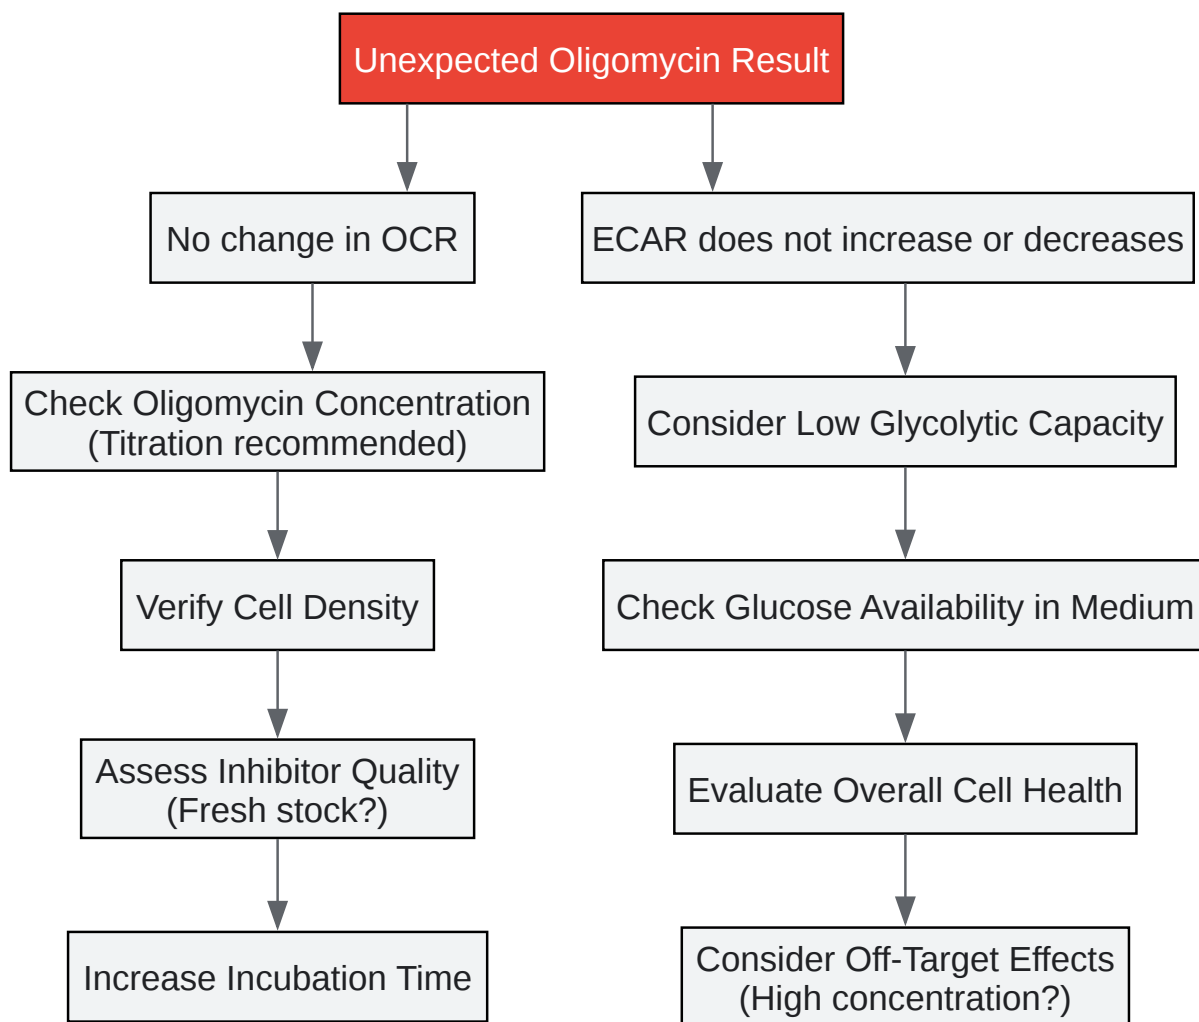 Unexpected Oligomycin Result
No change in OCR
ECAR does not increase or decreases
Check Oligomycin Concentration
(Titration recommended)
Consider Low Glycolytic Capacity
Verify Cell Density
Check Glucose Availability in Medium
Assess Inhibitor Quality
(Fresh stock?)
Evaluate Overall Cell Health
Increase Incubation Time
Consider Off-Target Effects
(High concentration?)